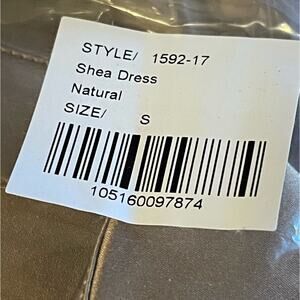 STYLE/ 1592-17
Shea Dress
Natural
SIZE/ S
105160097874